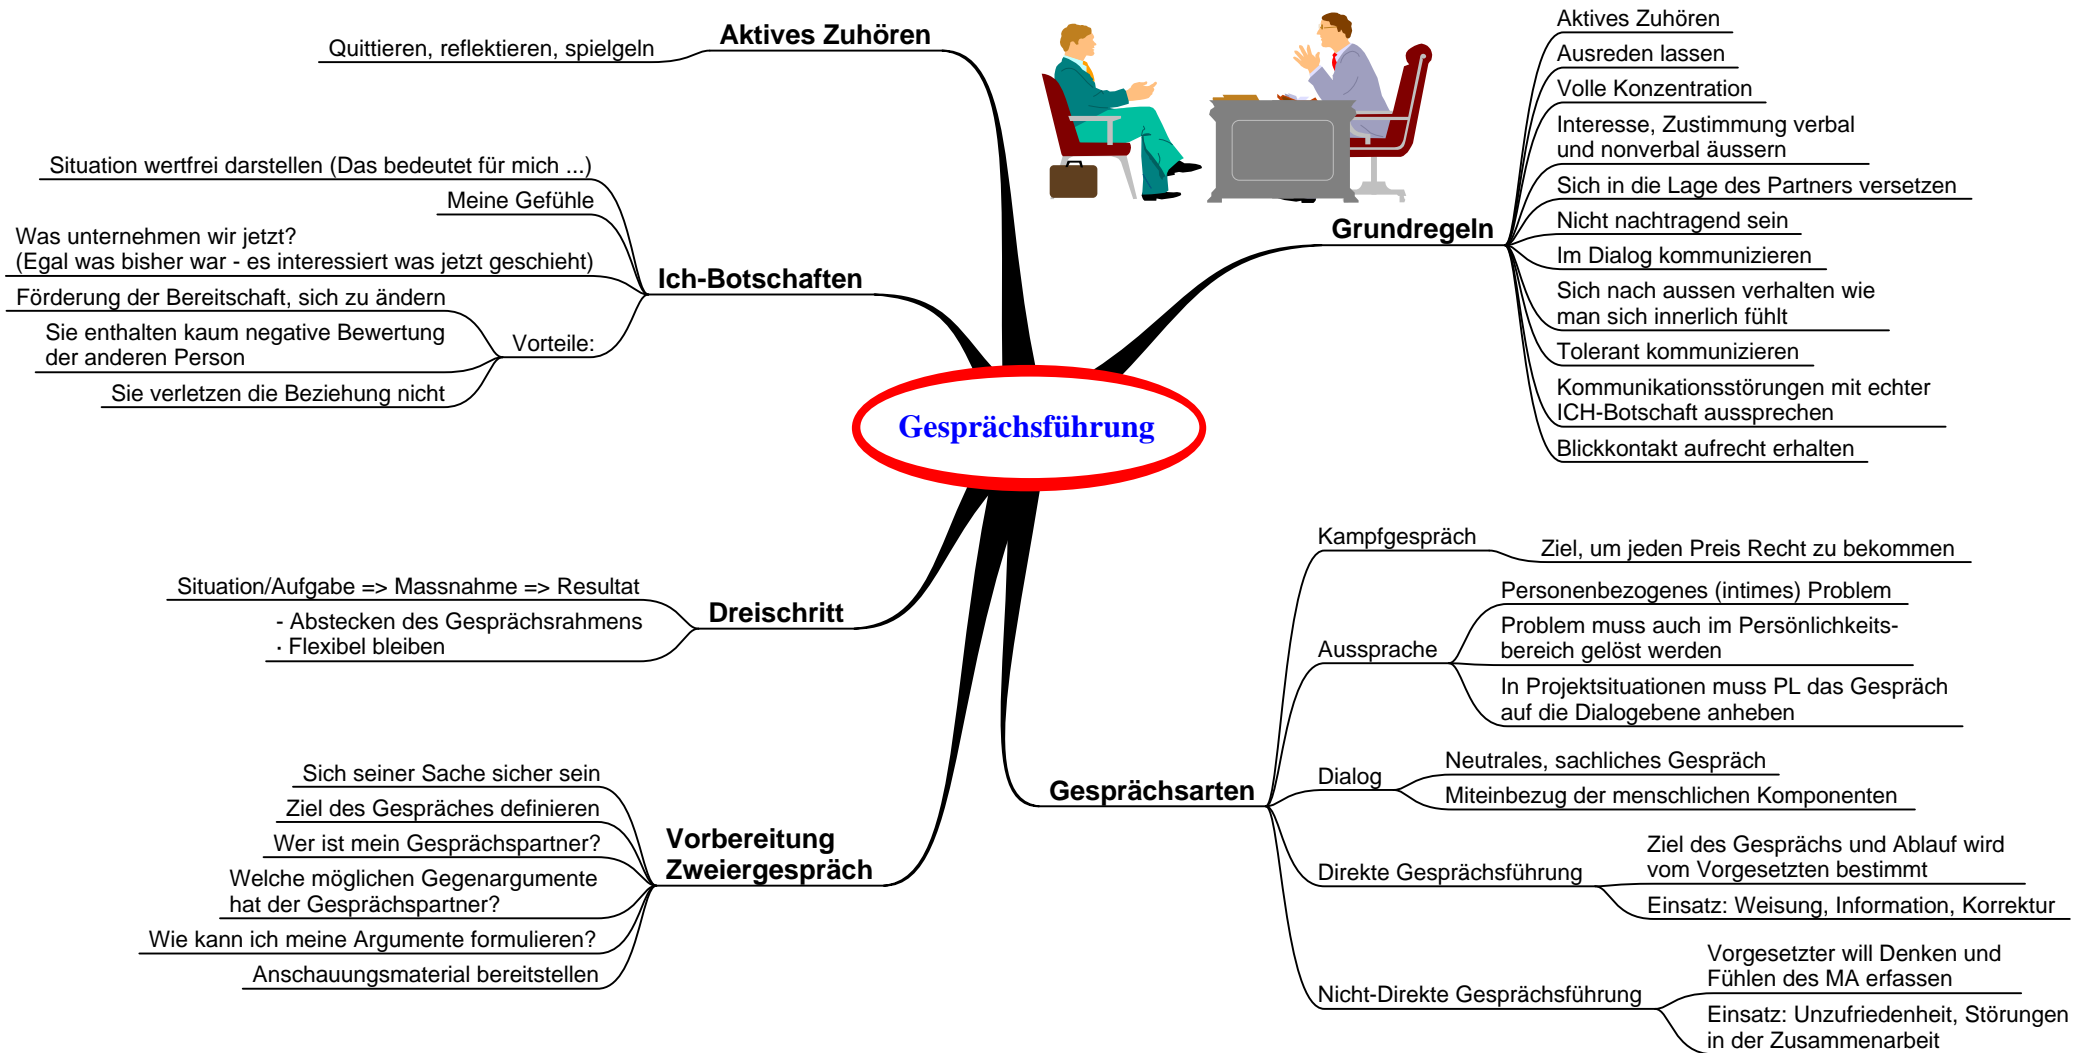 Gesprächsführung
Aktives Zuhören
Quittieren, reflektieren, spielgeln
Ich-Botschaften
Situation wertfrei darstellen (Das bedeutet für mich ...)
Meine Gefühle
Was unternehmen wir jetzt?
(Egal was bisher war - es interessiert was jetzt geschieht)
Vorteile:
Förderung der Bereitschaft, sich zu ändern
Sie enthalten kaum negative Bewertung
der anderen Person
Sie verletzen die Beziehung nicht
Dreischritt
Situation/Aufgabe => Massnahme => Resultat
- Abstecken des Gesprächsrahmens
· Flexibel bleiben
Vorbereitung
Zweiergespräch
Sich seiner Sache sicher sein
Ziel des Gespräches definieren
Wer ist mein Gesprächspartner?
Welche möglichen Gegenargumente
hat der Gesprächspartner?
Wie kann ich meine Argumente formulieren?
Anschauungsmaterial bereitstellen
Grundregeln
Aktives Zuhören
Ausreden lassen
Volle Konzentration
Interesse, Zustimmung verbal
und nonverbal äussern
Sich in die Lage des Partners versetzen
Nicht nachtragend sein
Im Dialog kommunizieren
Sich nach aussen verhalten wie
man sich innerlich fühlt
Tolerant kommunizieren
Kommunikationsstörungen mit echter
ICH-Botschaft aussprechen
Blickkontakt aufrecht erhalten
Gesprächsarten
Kampfgespräch
Ziel, um jeden Preis Recht zu bekommen
Aussprache
Personenbezogenes (intimes) Problem
Problem muss auch im Persönlichkeits-
bereich gelöst werden
In Projektsituationen muss PL das Gespräch
auf die Dialogebene anheben
Dialog
Neutrales, sachliches Gespräch
Miteinbezug der menschlichen Komponenten
Direkte Gesprächsführung
Ziel des Gesprächs und Ablauf wird
vom Vorgesetzten bestimmt
Einsatz: Weisung, Information, Korrektur
Nicht-Direkte Gesprächsführung
Vorgesetzter will Denken und
Fühlen des MA erfassen
Einsatz: Unzufriedenheit, Störungen
in der Zusammenarbeit